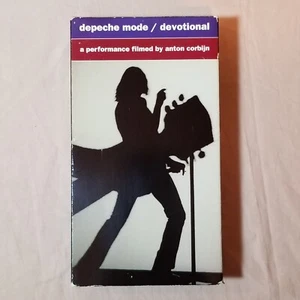 depeche mode / devotional
a performance filmed by anton corbijn